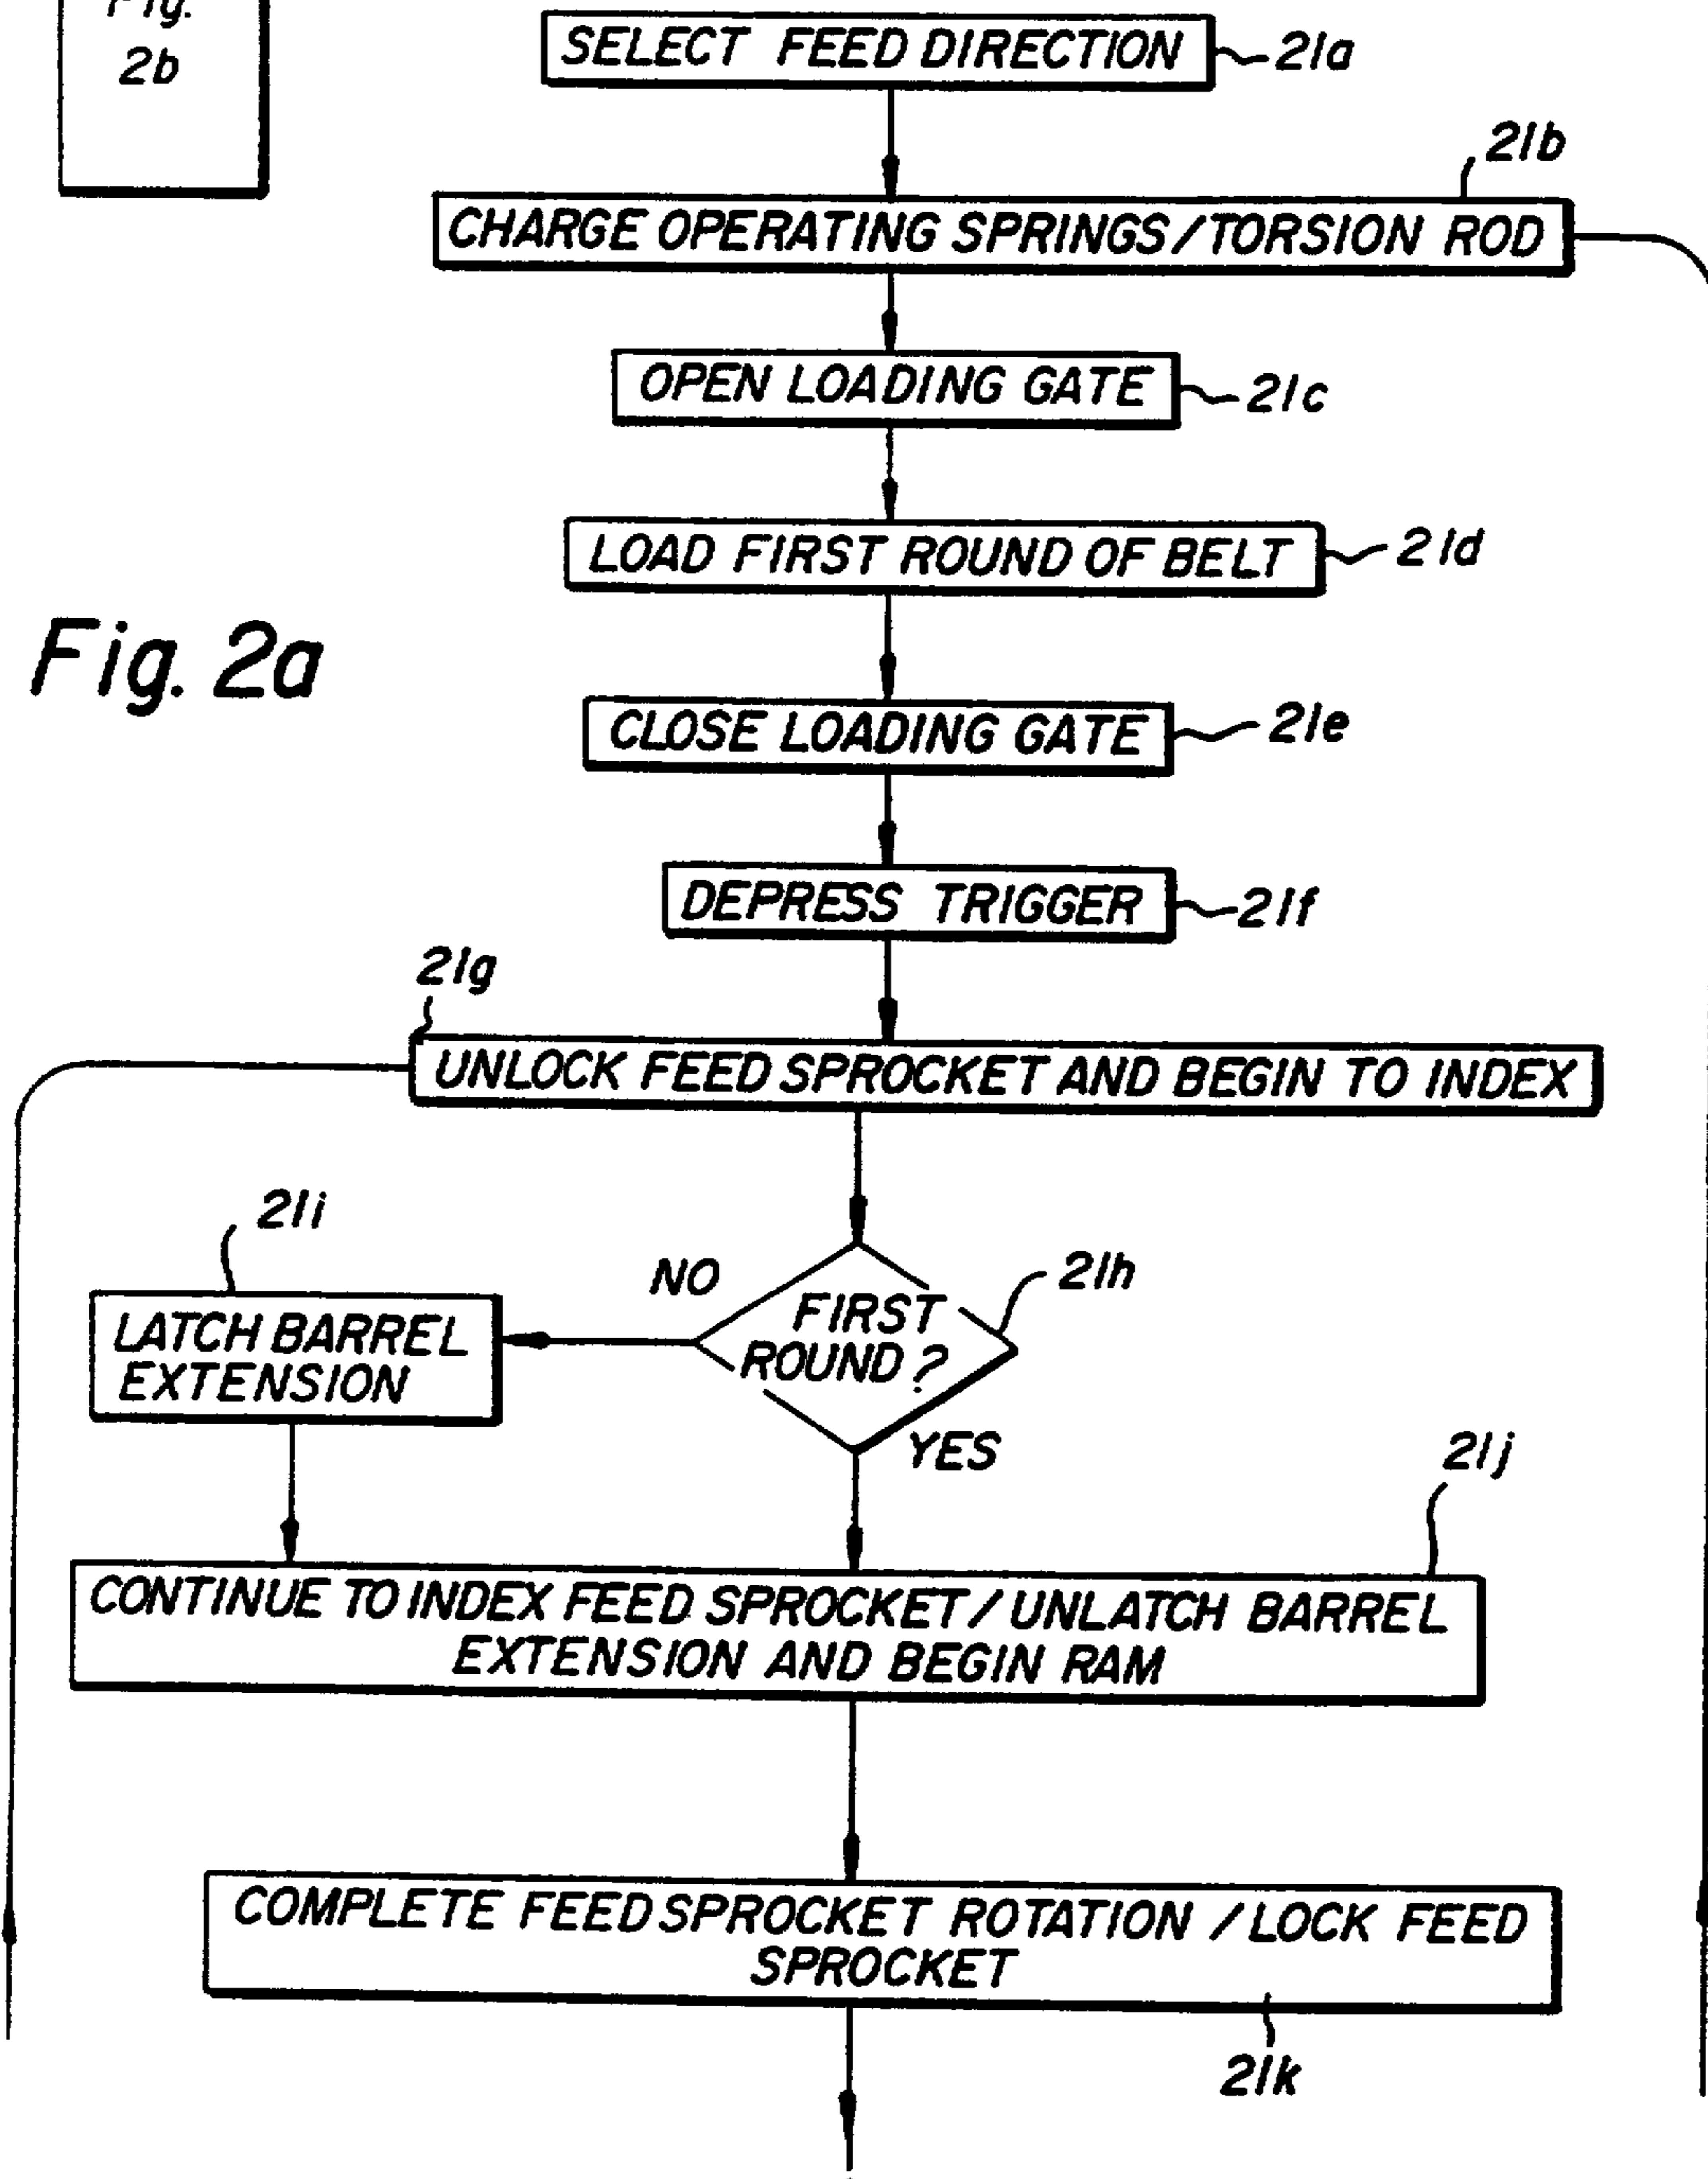 Fig.
2b
SELECT FEED DIRECTION
21a
21b
CHARGE OPERATING SPRINGS/TORSION ROD
OPEN LOADING GATE
21c
LOAD FIRST ROUND OF BELT
21d
Fig. 2a
CLOSE LOADING GATE
21e
DEPRESS TRIGGER
21f
21g
UNLOCK FEED SPROCKET AND BEGIN TO INDEX
21i
NO
21h
FIRST
ROUND?
LATCH BARREL
EXTENSION
YES
21j
CONTINUE TO INDEX FEED SPROCKET/UNLATCH BARREL
EXTENSION AND BEGIN RAM
COMPLETE FEED SPROCKET ROTATION /LOCK FEED
SPROCKET
21k